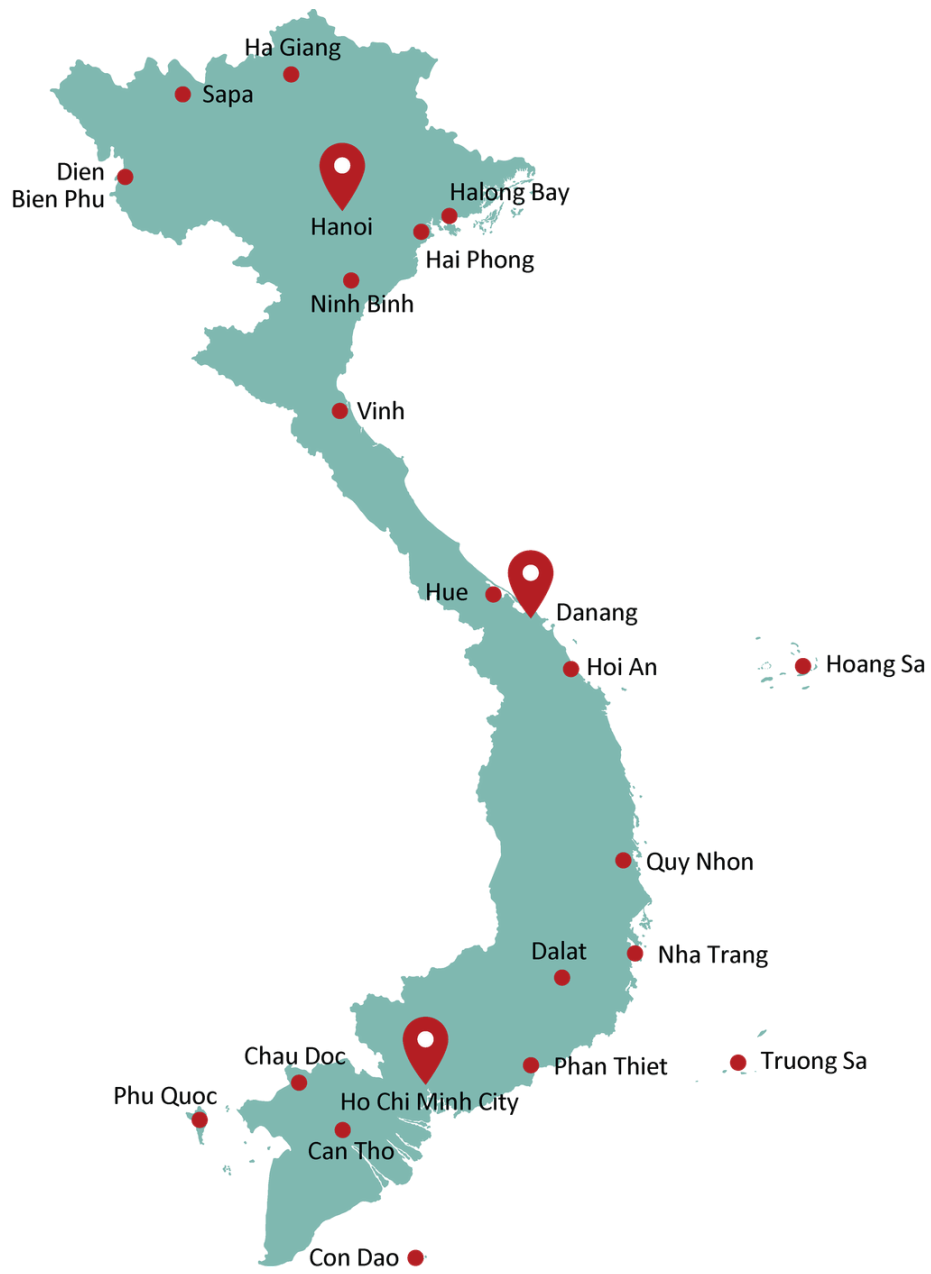 Ha Giang
Sapa
Dien
Bien Phu
Halong Bay
Hanoi
Hai Phong
Ninh Binh
Vinh
Hue
Danang
Hoi An
Hoang Sa
Quy Nhon
Dalat
Nha Trang
Chau Doc
Phan Thiet
Truong Sa
Phu Quoc
Ho Chi Minh City
Can Tho
Con Dao